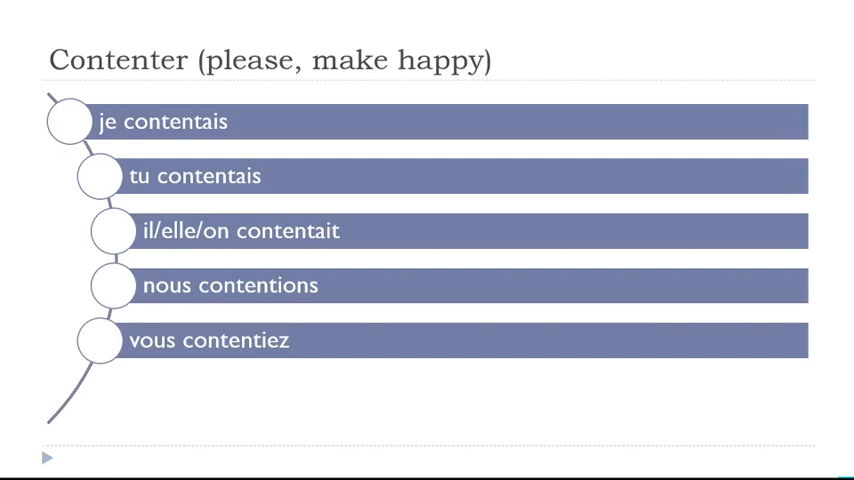 Contenter (please, make happy)
je contentais
tu contentais
il/elle/on contentait
nous contentions
vous contentiez